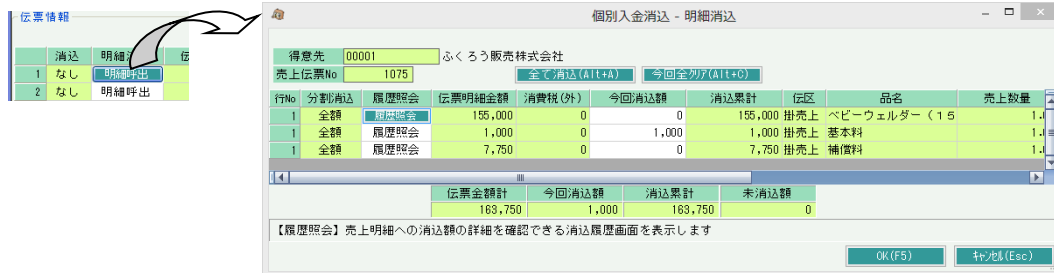 伝票情報
消込 明細 伝
1 なし 明細呼出
2 なし 明細呼出
個別入金消込 - 明細消込
得意先 00001 ふくろう販売株式会社
売上伝票No 1075 全て消込(Alt+A) 今回全クリア(Alt+C)
行No 分割消込 履歴照会 伝票明細金額 消費税(外) 今回消込額 消込累計 伝区 品名 売上数量
1 全額 履歴照会 155,000 0 0 155,000 掛売上 ベビーウェルダー(15 1.
1 全額 履歴照会 1,000 0 1,000 1,000 掛売上 基本料 1.
1 全額 履歴照会 7,750 0 0 7,750 掛売上 補償料 1.
伝票金額計 今回消込額 消込累計 未消込額
163,750 1,000 163,750 0
【履歴照会】売上明細への消込額の詳細を確認できる消込履歴画面を表示します
OK(F5) キャンセル(Esc)